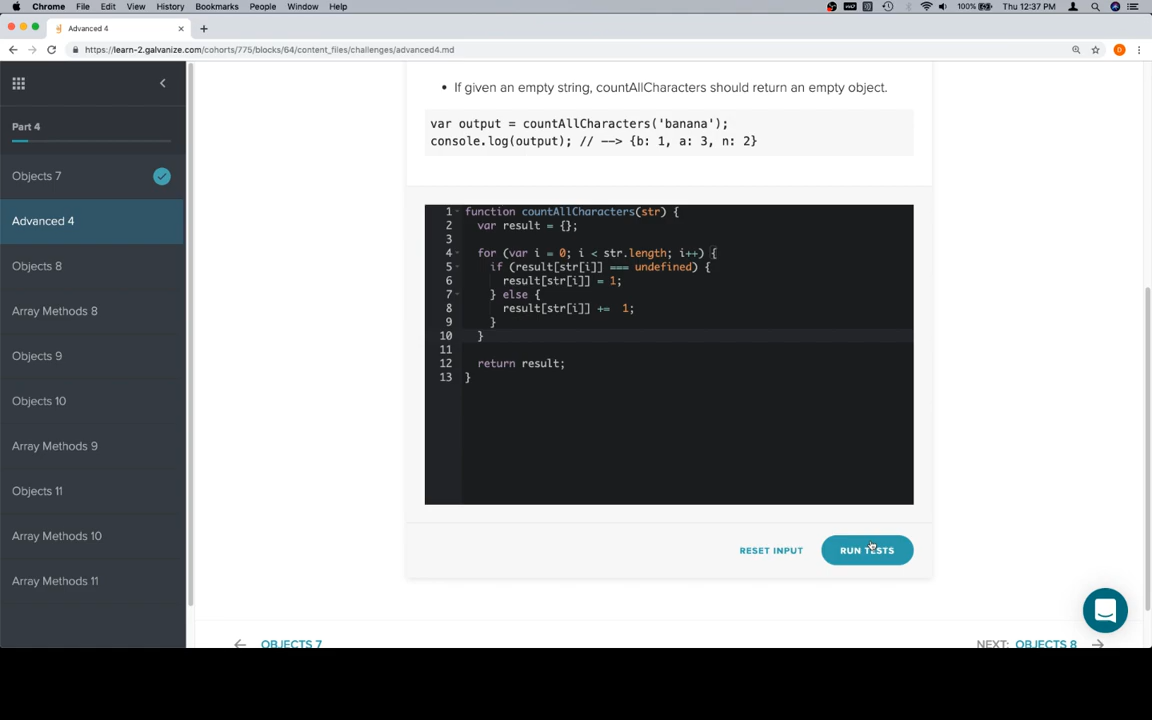 Chrome File Edit View History Bookmarks People Window Help 100% Thu 12:37 PM
Advanced 4
https://learn-2.galvanize.com/cohorts/775/blocks/64/content_files/challenges/advanced4.md
Part 4
Objects 7
Advanced 4
Objects 8
Array Methods 8
Objects 9
Objects 10
Array Methods 9
Objects 11
Array Methods 10
Array Methods 11
• If given an empty string, countAllCharacters should return an empty object.
var output = countAllCharacters('banana');
console.log(output); // --> {b: 1, a: 3, n: 2}
1 function countAllCharacters(str) {
2 var result = {};
3
4 for (var i = 0; i < str.length; i++) {
5 if (result[str[i]] === undefined) {
6 result[str[i]] = 1;
7 } else {
8 result[str[i]] += 1;
9 }
10 }
11
12 return result;
13 }
RESET INPUT RUN TESTS
OBJECTS 7 NEXT: OBJECTS 8